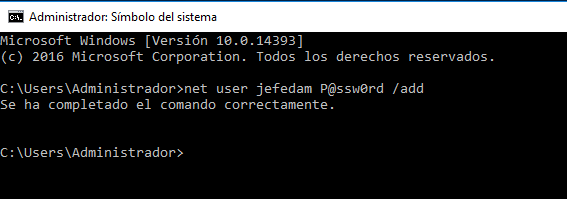 Administrador: Símbolo del sistema
Microsoft Windows [Versión 10.0.14393]
(c) 2016 Microsoft Corporation. Todos los derechos reservados.
C:\Users\Administrador>net user jefedam P@ssw0rd /add
Se ha completado el comando correctamente.
C:\Users\Administrador>